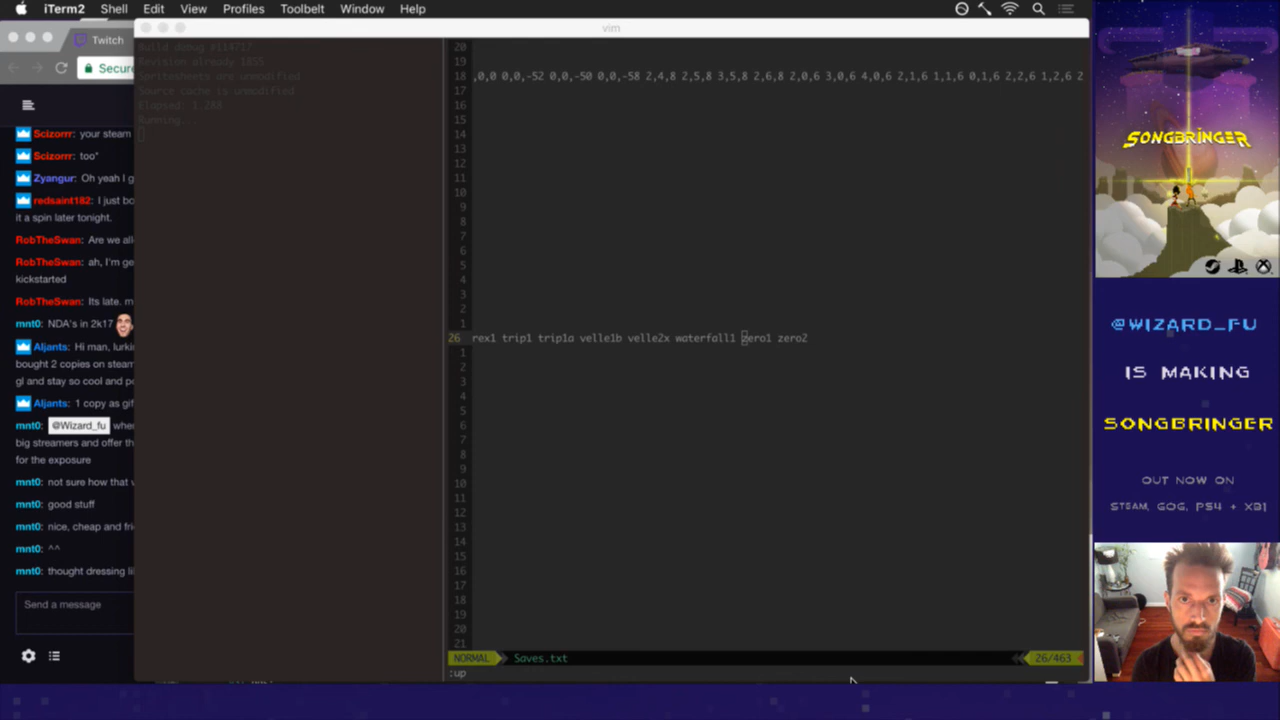 iTerm2 Shell Edit View Profiles Toolbelt Window Help
Twitch
Secure
Scizorrr: your steam
Scizorrr: too*
Zyangur: Oh yeah I g
redsaint182: I just bo
it a spin later tonight.
RobTheSwan: Are we all
RobTheSwan: ah, I'm ge
kickstarted
RobTheSwan: Its late. m
mnt0: NDA's in 2k17
Aljants: Hi man, lurki
bought 2 copies on steam
gl and stay so cool and po
Aljants: 1 copy as gif
mnt0: @Wizard_fu whe
big streamers and offer th
for the exposure
mnt0: not sure how that w
mnt0: good stuff
mnt0: nice, cheap and frie
mnt0: ^^
mnt0: thought dressing li
Send a message
vim
Build debug #114717
Revision already 1855
Spritesheets are unmodified
Source cache is unmodified
Elapsed: 1.288
Running...
20
19
18 ,0,0 0,0,-52 0,0,-50 0,0,-58 2,4,8 2,5,8 3,5,8 2,6,8 2,0,6 3,0,6 4,0,6 2,1,6 1,1,6 0,1,6 2,2,6 1,2,6 2
17
16
15
14
13
12
11
10
9
8
7
6
5
4
3
2
1
26 rex1 trip1 trip1a velle1b velle2x waterfall1 zero1 zero2
1
2
3
4
5
6
7
8
9
10
11
12
13
14
15
16
17
18
19
20
21
NORMAL Saves.txt 26/463
:up
SONGBRINGER
@WIZARD_FU
IS MAKING
SONGBRINGER
OUT NOW ON
STEAM, GOG, PS4 + XB1